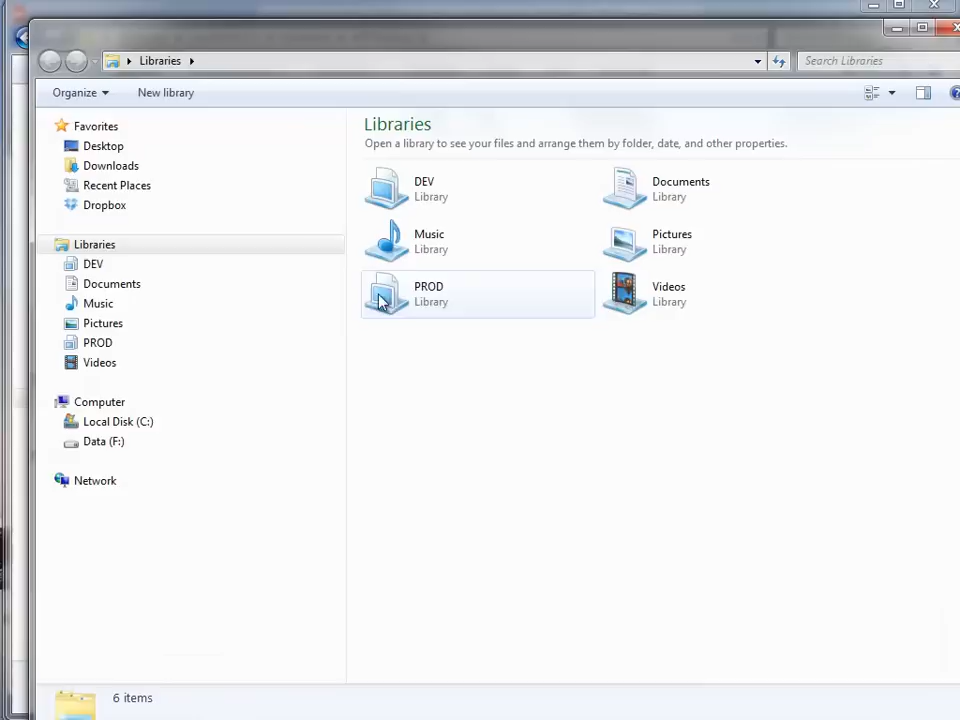 Libraries
Search Libraries
Organize
New library
Favorites
Desktop
Downloads
Recent Places
Dropbox
Libraries
DEV
Documents
Music
Pictures
PROD
Videos
Computer
Local Disk (C:)
Data (F:)
Network
Libraries
Open a library to see your files and arrange them by folder, date, and other properties.
DEV
Library
Documents
Library
Music
Library
Pictures
Library
PROD
Library
Videos
Library
6 items